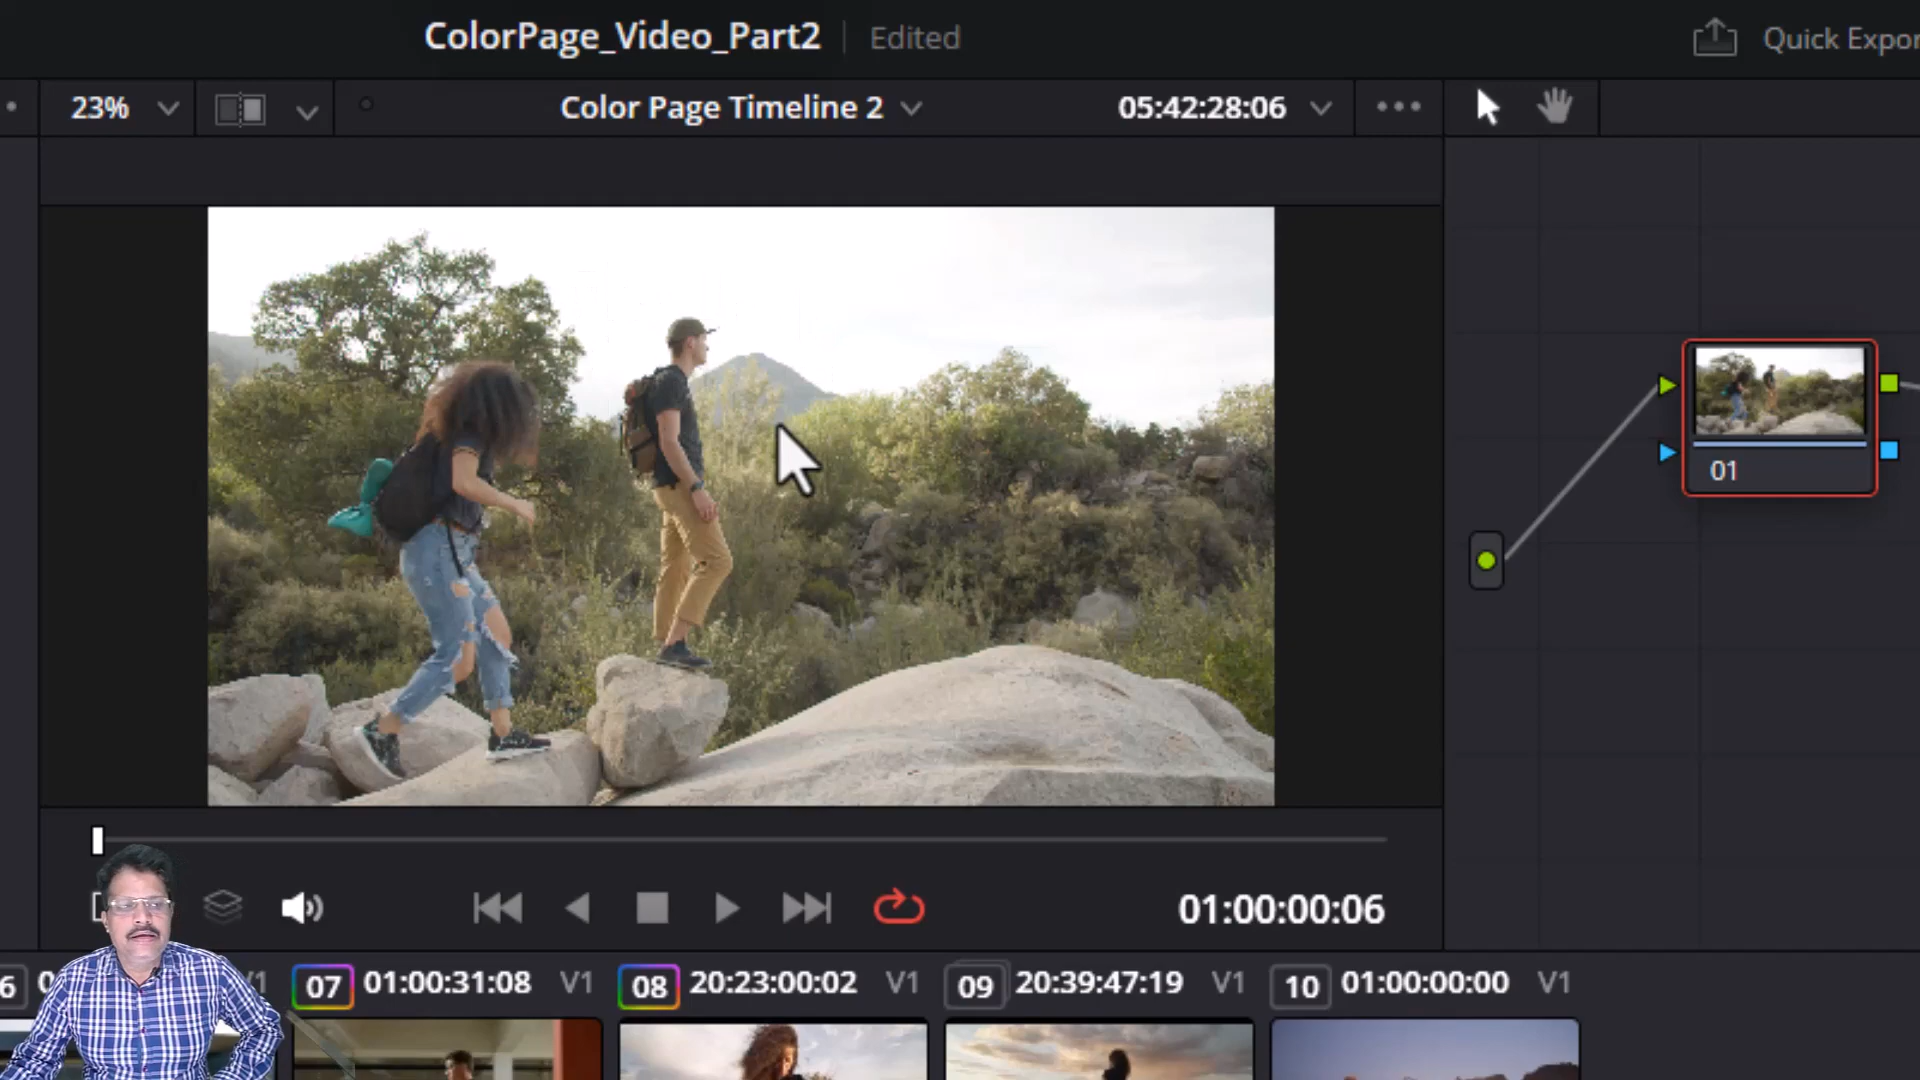 ColorPage_Video_Part2 Edited Quick Expor
23% Color Page Timeline 2 05:42:28:06
01
01:00:00:06
6 0 V1 07 01:00:31:08 V1 08 20:23:00:02 V1 09 20:39:47:19 V1 10 01:00:00:00 V1